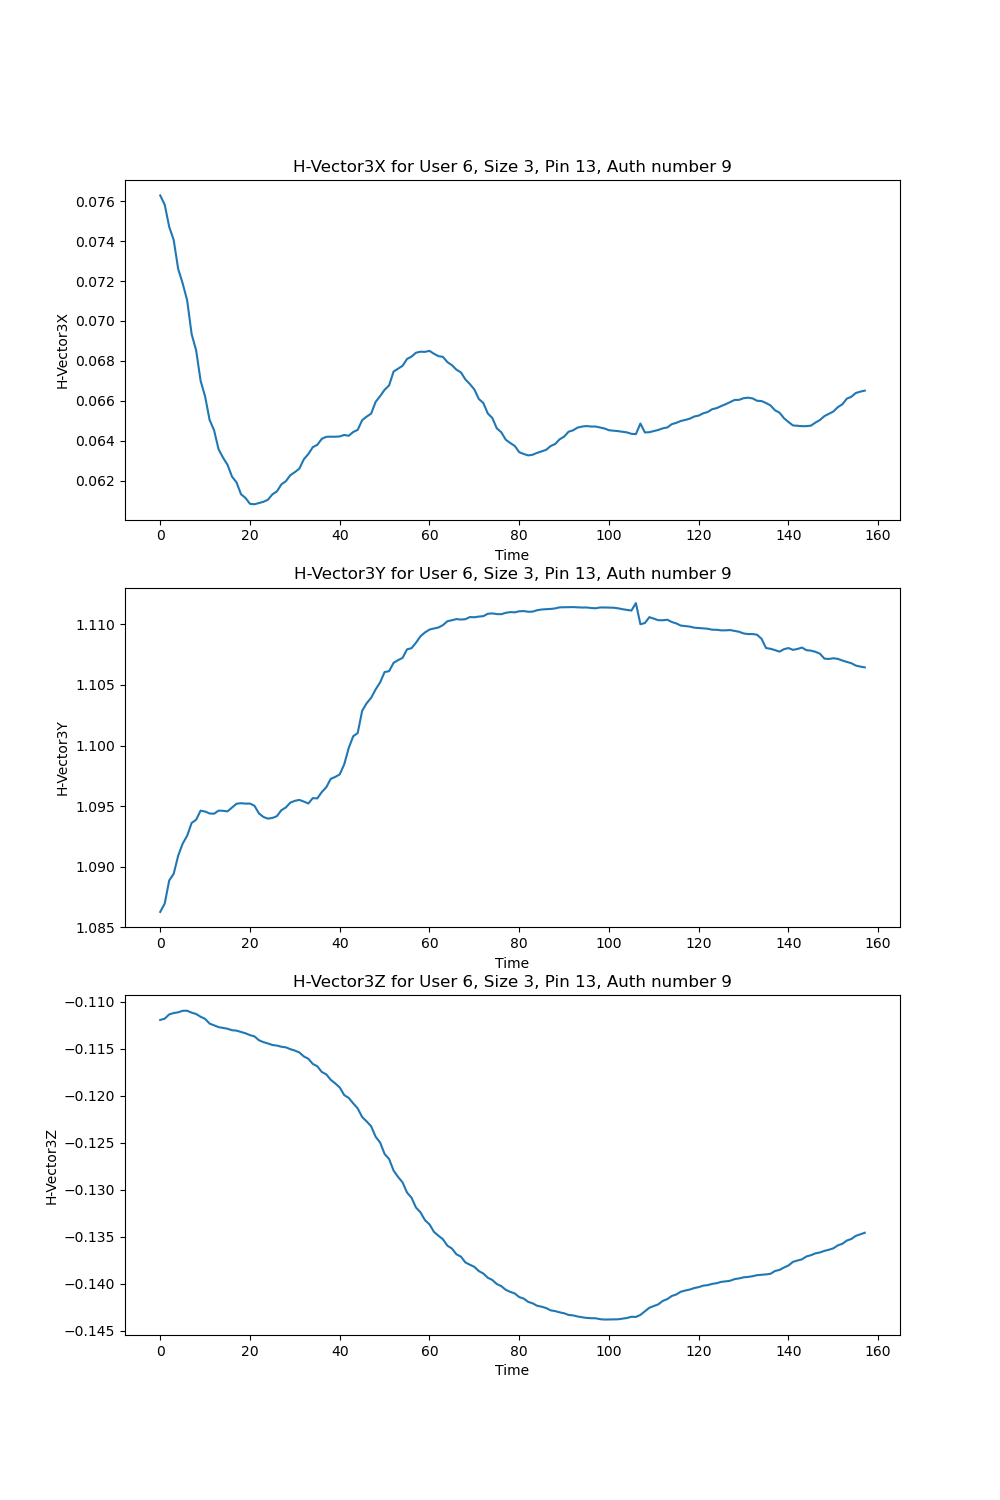 H-Vector3X for User 6, Size 3, Pin 13, Auth number 9
0.076
0.074
0.072
0.070
0.068
0.066
0.064
0.062
H-Vector3X
0 20 40 60 80 100 120 140 160
Time
H-Vector3Y for User 6, Size 3, Pin 13, Auth number 9
1.110
1.105
1.100
1.095
1.090
1.085
H-Vector3Y
0 20 40 60 80 100 120 140 160
Time
H-Vector3Z for User 6, Size 3, Pin 13, Auth number 9
−0.110
−0.115
−0.120
−0.125
−0.130
−0.135
−0.140
−0.145
H-Vector3Z
0 20 40 60 80 100 120 140 160
Time